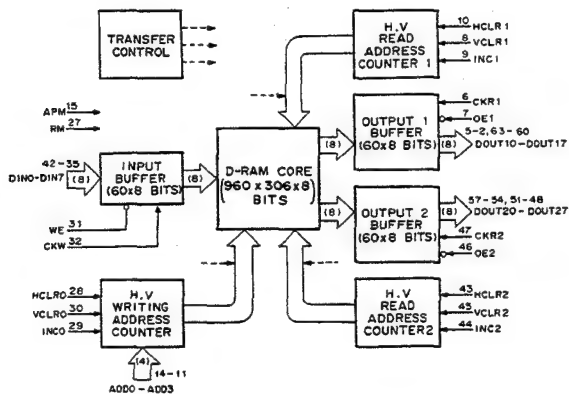 TRANSFER
CONTROL
H.V
READ
ADDRESS
COUNTER 1
10 HCLR1
8 VCLR1
9 INC1
APM 15
RM 27
6 CKR1
7 OE1
OUTPUT 1
BUFFER
(60x8 BITS)
(8)
(8)
5-2, 63-60
DOUT10-DOUT17
42-35
DIN0-DIN7
(8)
INPUT
BUFFER
(60x8 BITS)
(8)
WE 31
CKW 32
D-RAM CORE
(960 x 306 x 8)
BITS
OUTPUT 2
BUFFER
(60x8 BITS)
(8)
(8)
57-54, 51-48
DOUT20-DOUT27
47 CKR2
46 OE2
HCLR0 28
VCLR0 30
INC0 29
H.V
WRITING
ADDRESS
COUNTER
(4)
14-11
ADD0-ADD3
H.V
READ
ADDRESS
COUNTER2
43 HCLR2
45 VCLR2
44 INC2